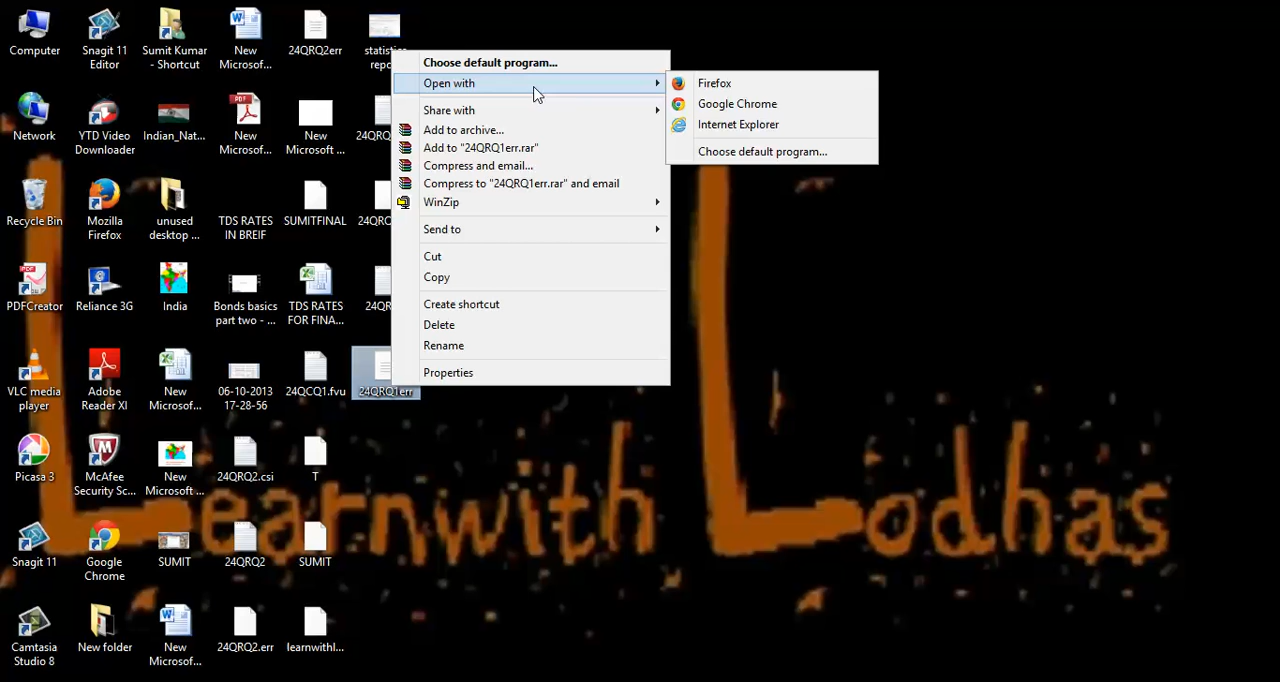 Computer
Snagit 11
Editor
Sumit Kumar
- Shortcut
New
Microsof...
24QRQ2err
statistics
repo
Network
YTD Video
Downloader
Indian_Nat...
New
Microsof...
New
Microsoft ...
24QRQ
Recycle Bin
Mozilla
Firefox
unused
desktop ...
TDS RATES
IN BREIF
SUMITFINAL
24QRQ
PDFCreator
Reliance 3G
India
Bonds basics
part two - ...
TDS RATES
FOR FINA...
24QR
VLC media
player
Adobe
Reader XI
New
Microsof...
06-10-2013
17-28-56
24QCQ1.fvu
24QRQ1err
Picasa 3
McAfee
Security Sc...
New
Microsoft ...
24QRQ2.csi
T
Snagit 11
Google
Chrome
SUMIT
24QRQ2
SUMIT
Camtasia
Studio 8
New folder
New
Microsof...
24QRQ2.err
learnwithl...
Choose default program...
Open with
Share with
Add to archive...
Add to "24QRQ1err.rar"
Compress and email...
Compress to "24QRQ1err.rar" and email
WinZip
Send to
Cut
Copy
Create shortcut
Delete
Rename
Properties
Firefox
Google Chrome
Internet Explorer
Choose default program...
Learnwith Lodhas